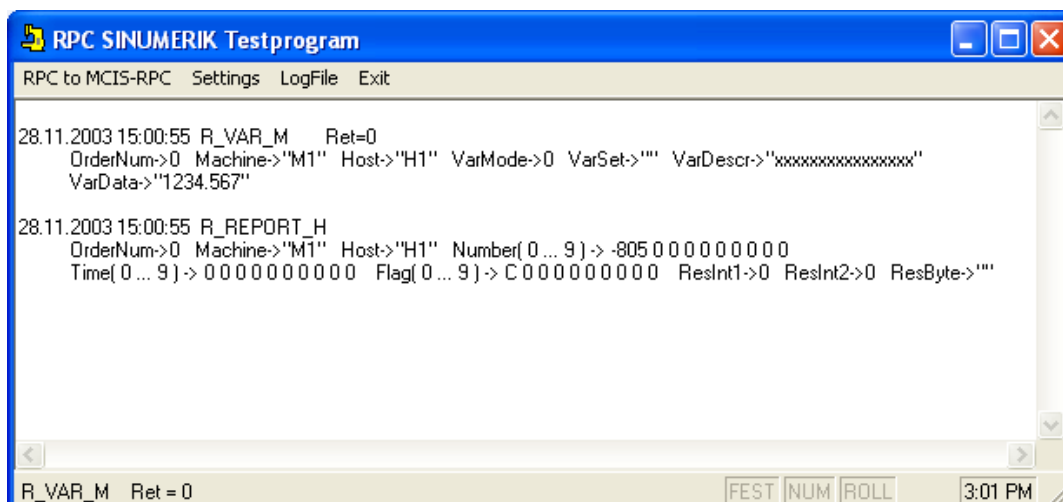 RPC SINUMERIK Testprogram
RPC to MCIS-RPC Settings LogFile Exit
28.11.2003 15:00:55 R_VAR_M Ret=0
OrderNum->0 Machine->"M1" Host->"H1" VarMode->0 VarSet->"" VarDescr->"xxxxxxxxxxxxxxxx"
VarData->"1234.567"
28.11.2003 15:00:55 R_REPORT_H
OrderNum->0 Machine->"M1" Host->"H1" Number( 0 ... 9 ) -> -805 0 0 0 0 0 0 0 0 0
Time( 0 ... 9 ) -> 0 0 0 0 0 0 0 0 0 0 Flag( 0 ... 9 ) -> C 0 0 0 0 0 0 0 0 0 ResInt1->0 ResInt2->0 ResByte->""
R_VAR_M Ret = 0 FEST NUM ROLL 3:01 PM